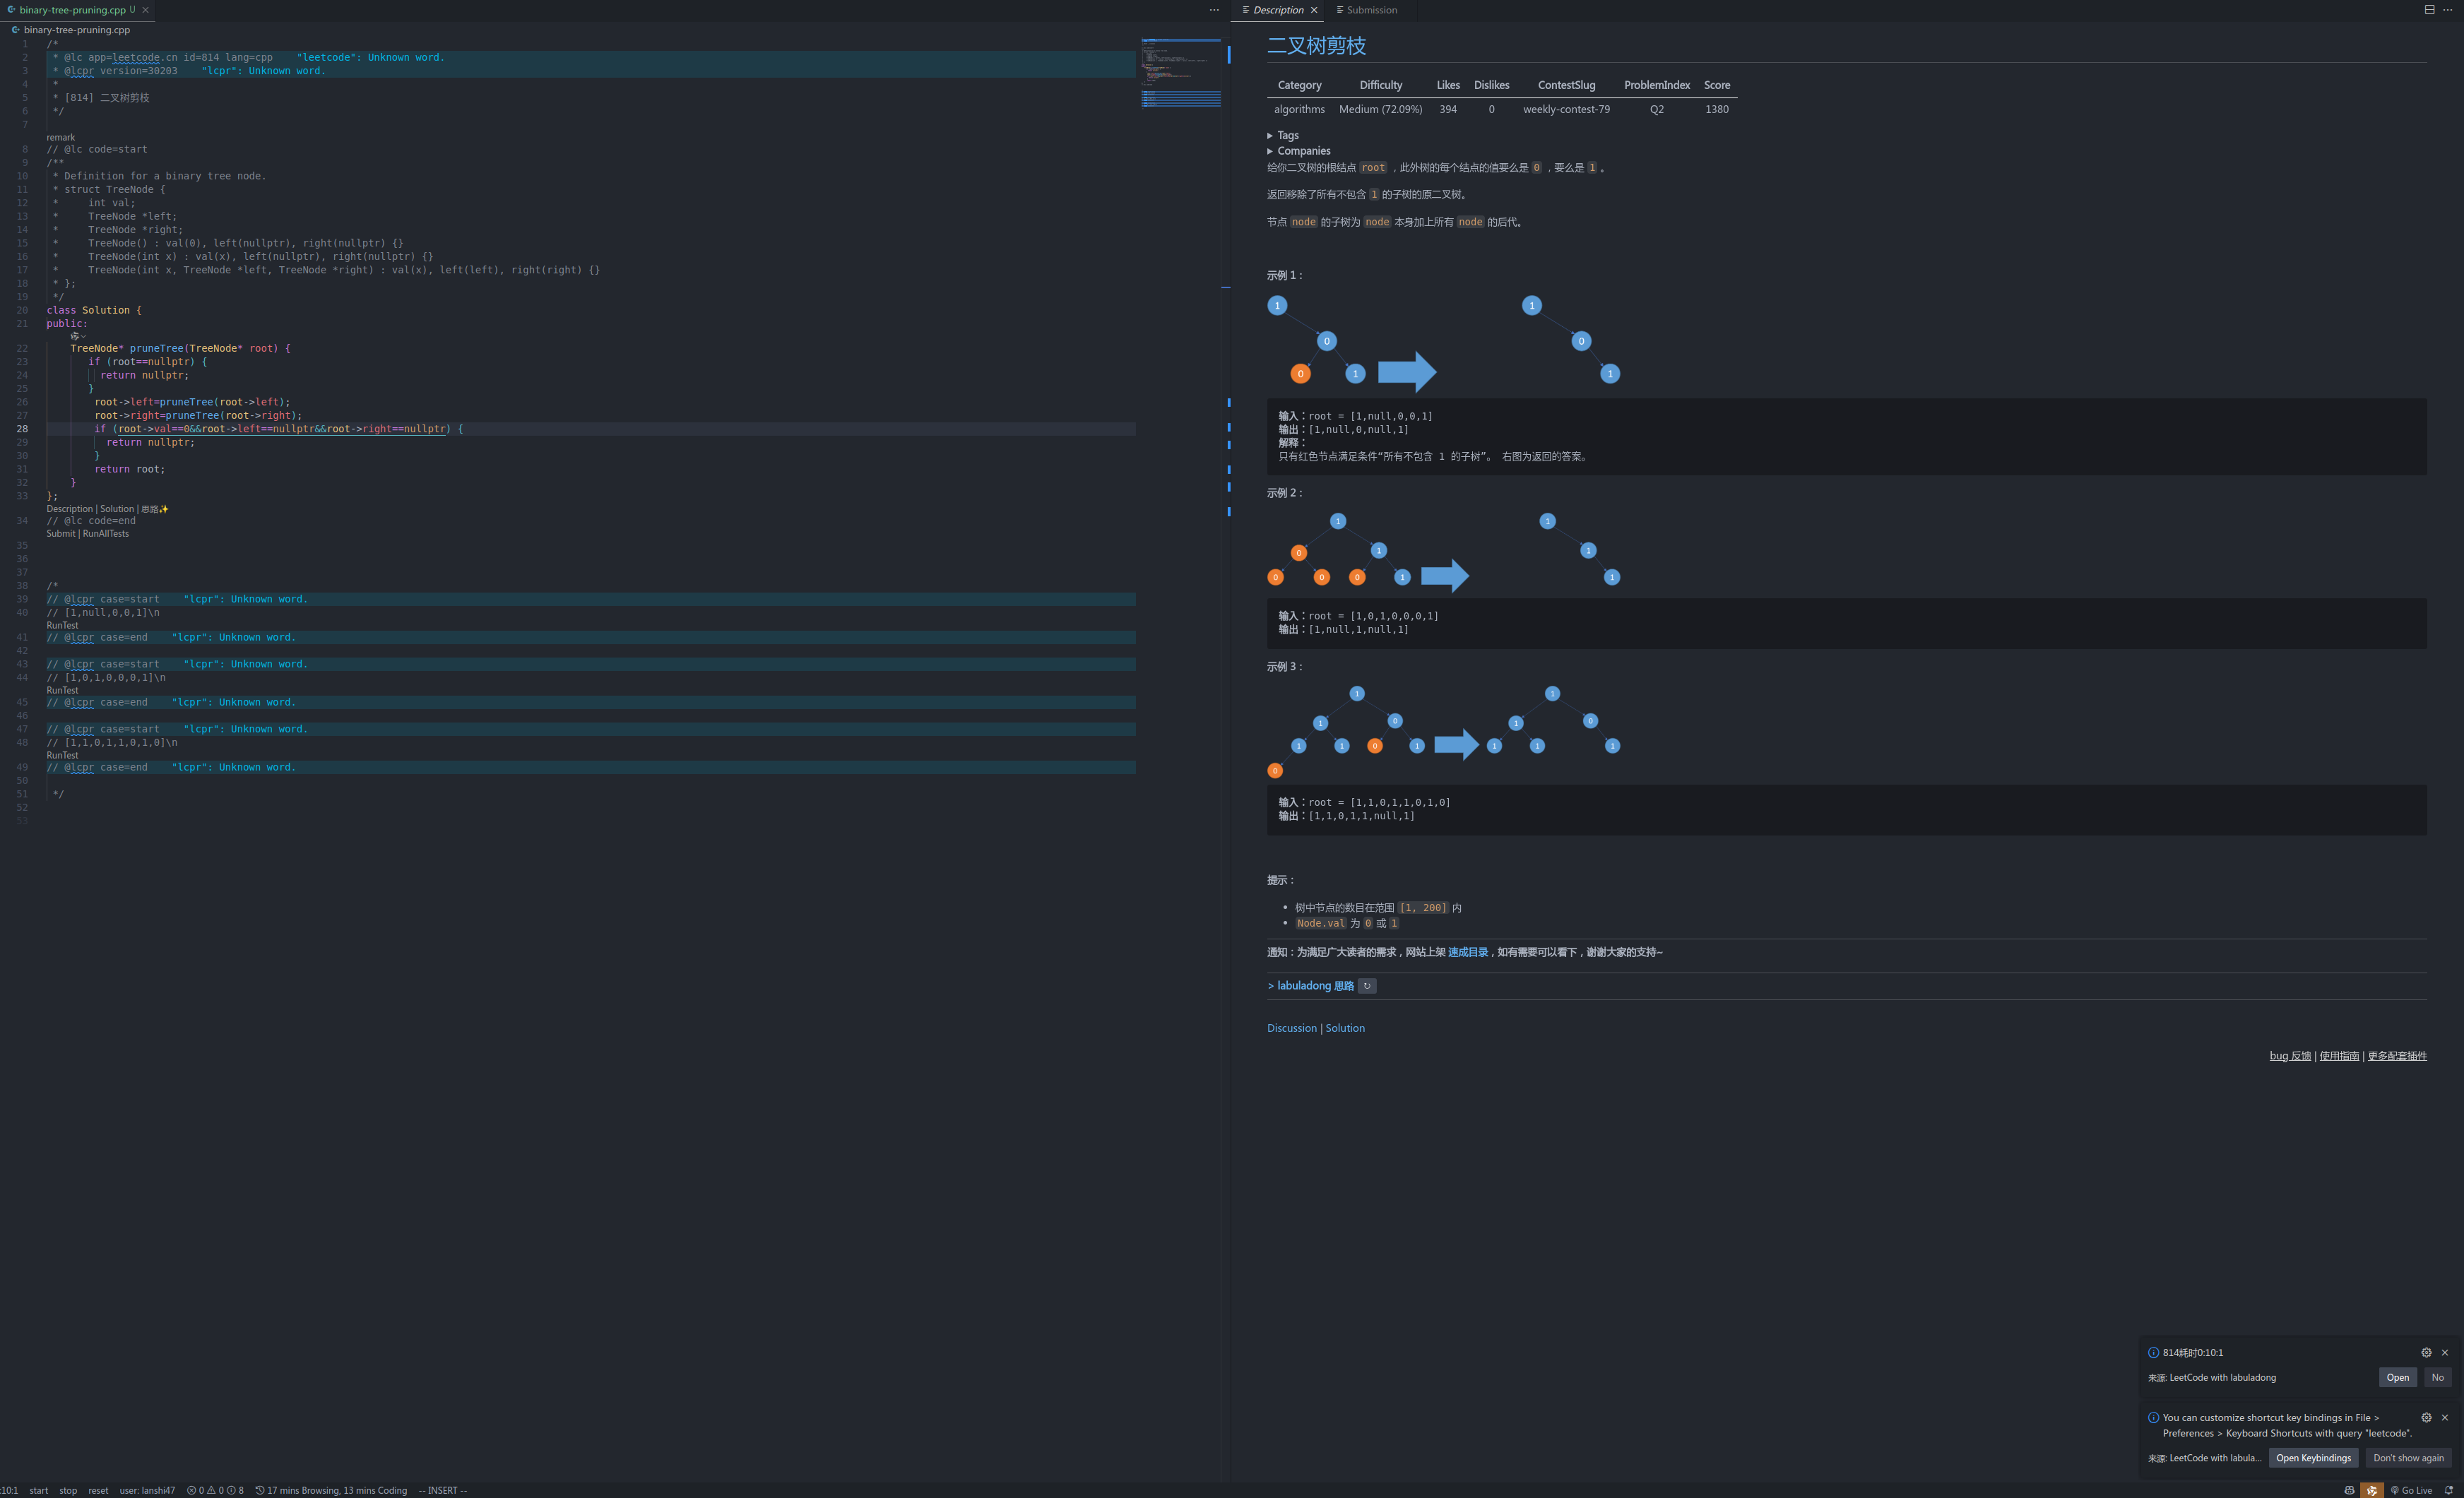 binary-tree-pruning.cpp U
binary-tree-pruning.cpp
1 /*
2 * @lc app=leetcode.cn id=814 lang=cpp "leetcode": Unknown word.
3 * @lcpr version=30203 "lcpr": Unknown word.
4 *
5 * [814] 二叉树剪枝
6 */
7
remark
8 // @lc code=start
9 /**
10 * Definition for a binary tree node.
11 * struct TreeNode {
12 *     int val;
13 *     TreeNode *left;
14 *     TreeNode *right;
15 *     TreeNode() : val(0), left(nullptr), right(nullptr) {}
16 *     TreeNode(int x) : val(x), left(nullptr), right(nullptr) {}
17 *     TreeNode(int x, TreeNode *left, TreeNode *right) : val(x), left(left), right(right) {}
18 * };
19 */
20 class Solution {
21 public:
22 TreeNode* pruneTree(TreeNode* root) {
23 if (root==nullptr) {
24 return nullptr;
25 }
26 root->left=pruneTree(root->left);
27 root->right=pruneTree(root->right);
28 if (root->val==0&&root->left==nullptr&&root->right==nullptr) {
29 return nullptr;
30 }
31 return root;
32 }
33 };
Description | Solution | 思路✨
34 // @lc code=end
Submit | RunAllTests
35
36
37
38 /*
39 // @lcpr case=start "lcpr": Unknown word.
40 // [1,null,0,0,1]\n
RunTest
41 // @lcpr case=end "lcpr": Unknown word.
42
43 // @lcpr case=start "lcpr": Unknown word.
44 // [1,0,1,0,0,0,1]\n
RunTest
45 // @lcpr case=end "lcpr": Unknown word.
46
47 // @lcpr case=start "lcpr": Unknown word.
48 // [1,1,0,1,1,0,1,0]\n
RunTest
49 // @lcpr case=end "lcpr": Unknown word.
50
51 */
52
53
Description Submission
二叉树剪枝
Category Difficulty Likes Dislikes ContestSlug ProblemIndex Score
algorithms Medium (72.09%) 394 0 weekly-contest-79 Q2 1380
Tags
Companies
给你二叉树的根结点 root ，此外树的每个结点的值要么是 0 ，要么是 1 。
返回移除了所有不包含 1 的子树的原二叉树。
节点 node 的子树为 node 本身加上所有 node 的后代。
示例 1：
1 1
0 0
0 1 1
输入：root = [1,null,0,0,1]
输出：[1,null,0,null,1]
解释：
只有红色节点满足条件“所有不包含 1 的子树”。 右图为返回的答案。
示例 2：
1 1
0 1 1
0 0 0 1 1
输入：root = [1,0,1,0,0,0,1]
输出：[1,null,1,null,1]
示例 3：
1 1
1 0 1 0
1 1 0 1 1 1 1
0
输入：root = [1,1,0,1,1,0,1,0]
输出：[1,1,0,1,1,null,1]
提示：
• 树中节点的数目在范围 [1, 200] 内
• Node.val 为 0 或 1
通知：为满足广大读者的需求，网站上架 速成目录，如有需要可以看下，谢谢大家的支持~
> labuladong 思路
Discussion | Solution
bug 反馈 | 使用指南 | 更多配套插件
814耗时0:10:1
来源: LeetCode with labuladong Open No
You can customize shortcut key bindings in File >
Preferences > Keyboard Shortcuts with query "leetcode".
来源: LeetCode with labula... Open Keybindings Don't show again
:10:1 start stop reset user: lanshi47 0 0 8 17 mins Browsing, 13 mins Coding -- INSERT -- Go Live